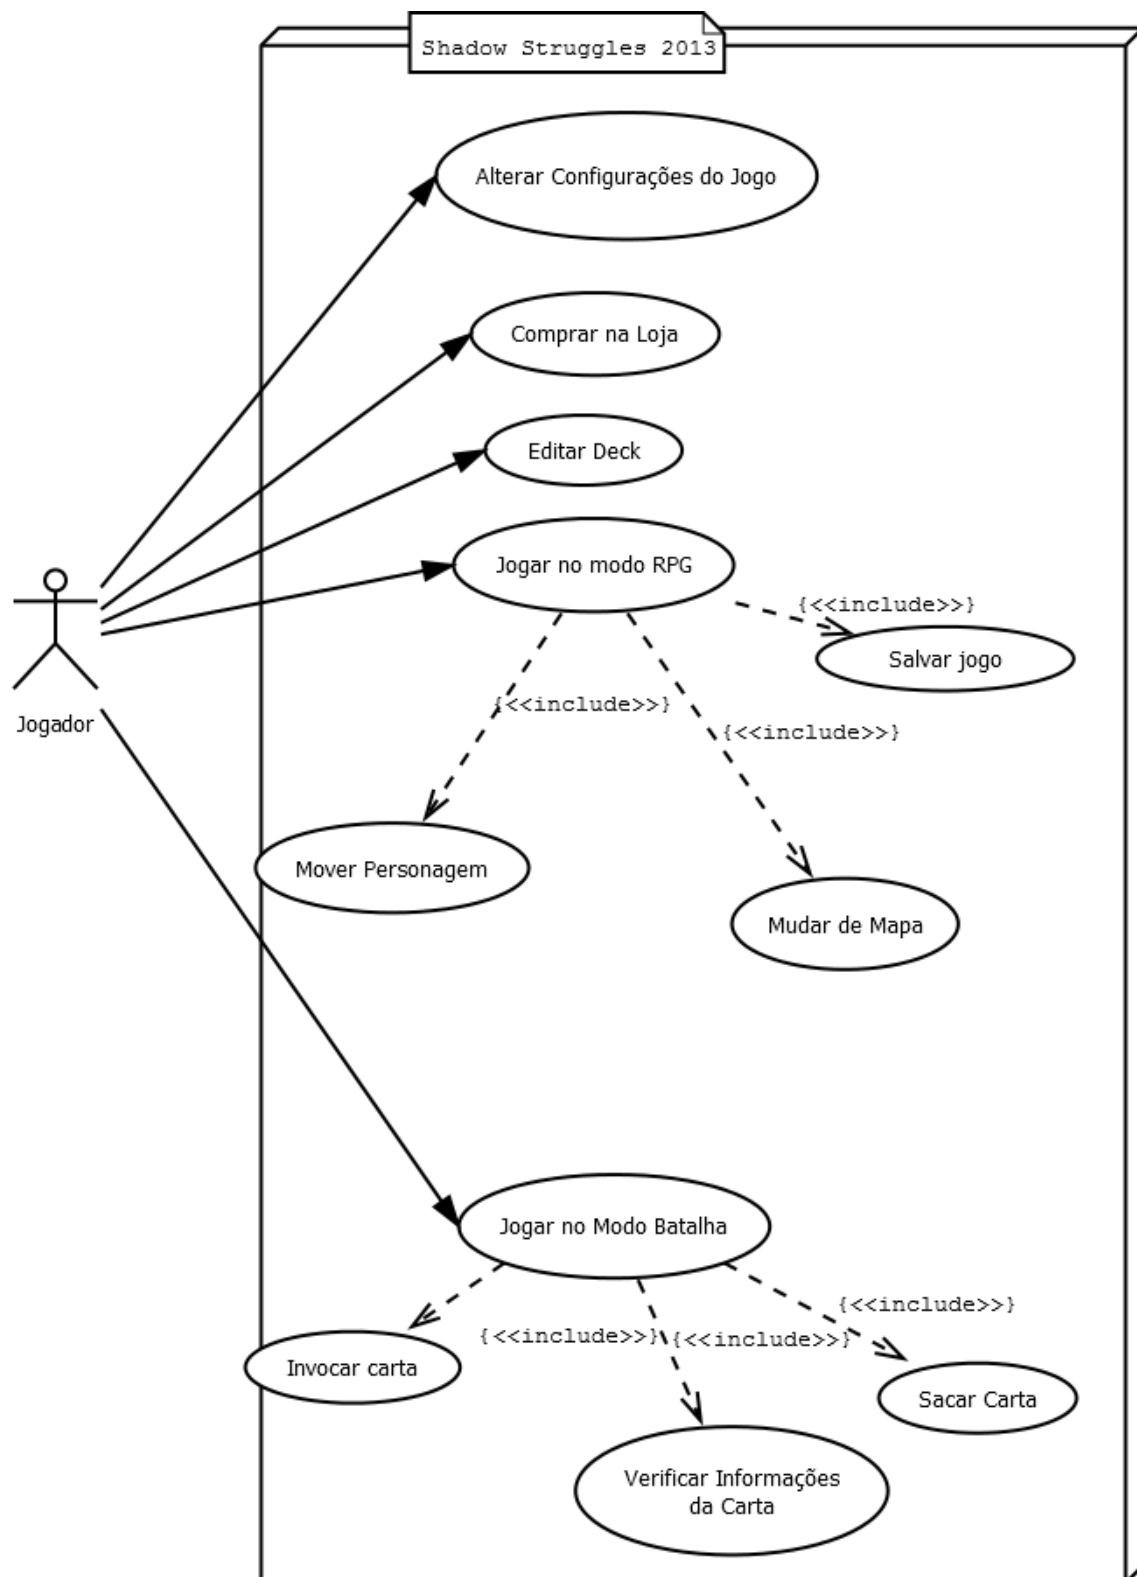 Shadow Struggles 2013
Alterar Configurações do Jogo
Comprar na Loja
Editar Deck
Jogar no modo RPG
{<<include>>}
Salvar jogo
{<<include>>}
Jogador
{<<include>>}
Mover Personagem
Mudar de Mapa
Jogar no Modo Batalha
{<<include>>}
{<<include>>}
{<<include>>}
Invocar carta
Sacar Carta
Verificar Informações
da Carta